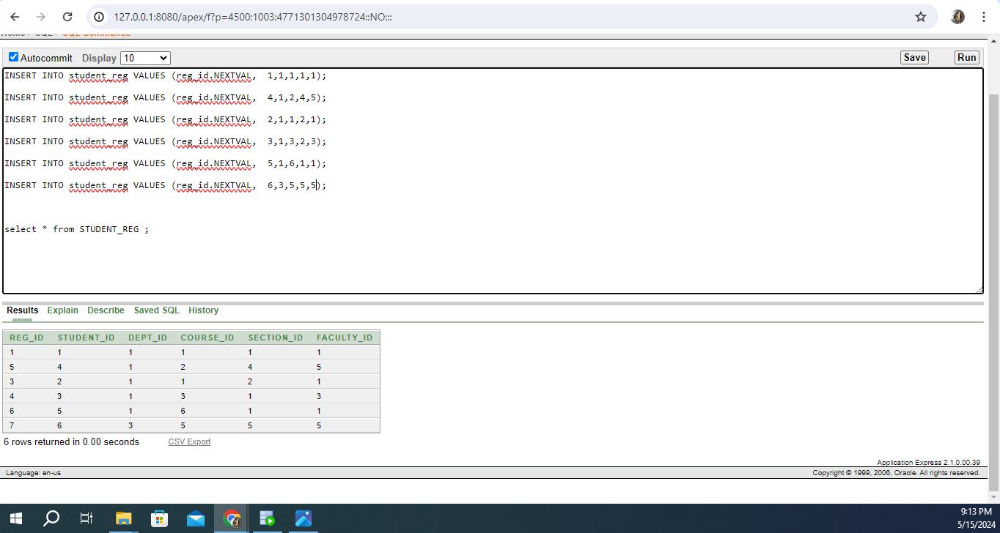 127.0.0.1:8080/apex/f?p=4500:1003:4771301304978724::NO:::
Home> SQL> SQL Commands
Autocommit Display 10 Save Run
INSERT INTO student_reg VALUES (reg_id.NEXTVAL,  1,1,1,1,1);
INSERT INTO student_reg VALUES (reg_id.NEXTVAL,  4,1,2,4,5);
INSERT INTO student_reg VALUES (reg_id.NEXTVAL,  2,1,1,2,1);
INSERT INTO student_reg VALUES (reg_id.NEXTVAL,  3,1,3,2,3);
INSERT INTO student_reg VALUES (reg_id.NEXTVAL,  5,1,6,1,1);
INSERT INTO student_reg VALUES (reg_id.NEXTVAL,  6,3,5,5,5);
select * from STUDENT_REG ;
Results Explain Describe Saved SQL History
REG_ID STUDENT_ID DEPT_ID COURSE_ID SECTION_ID FACULTY_ID
1 1 1 1 1 1
5 4 1 2 4 5
3 2 1 1 2 1
4 3 1 3 1 3
6 5 1 6 1 1
7 6 3 5 5 5
6 rows returned in 0.00 seconds CSV Export
Application Express 2.1.0.00.39
Language: en-us Copyright © 1999, 2006, Oracle. All rights reserved.
9:13 PM
5/15/2024